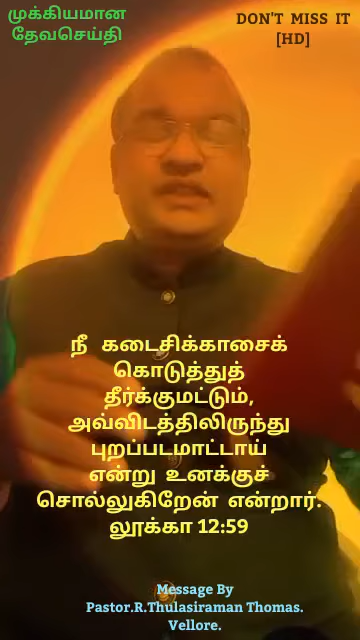 முக்கியமான
தேவசெய்தி
DON'T MISS IT
[HD]
நீ கடைசிக்காசைக்
கொடுத்துத்
தீர்க்குமட்டும்,
அவ்விடத்திலிருந்து
புறப்படமாட்டாய்
என்று உனக்குச்
சொல்லுகிறேன் என்றார்.
லூக்கா 12:59
Message By
Pastor.R.Thulasiraman Thomas.
Vellore.